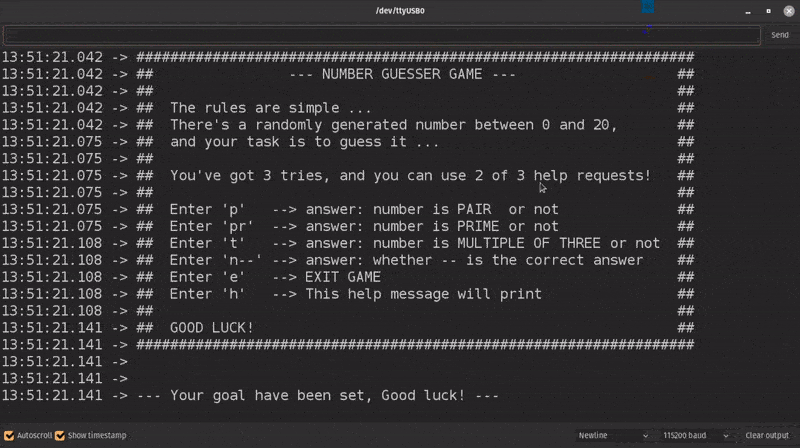 /dev/ttyUSB0
Send
13:51:21.042 -> ##################################################################
13:51:21.042 -> ##                --- NUMBER GUESSER GAME ---                   ##
13:51:21.042 -> ##                                                              ##
13:51:21.042 -> ##  The rules are simple ...                                    ##
13:51:21.042 -> ##  There's a randomly generated number between 0 and 20,       ##
13:51:21.075 -> ##  and your task is to guess it ...                            ##
13:51:21.075 -> ##                                                              ##
13:51:21.075 -> ##  You've got 3 tries, and you can use 2 of 3 help requests!   ##
13:51:21.075 -> ##                                                              ##
13:51:21.075 -> ##  Enter 'p'   --> answer: number is PAIR  or not              ##
13:51:21.075 -> ##  Enter 'pr'  --> answer: number is PRIME or not              ##
13:51:21.108 -> ##  Enter 't'   --> answer: number is MULTIPLE OF THREE or not  ##
13:51:21.108 -> ##  Enter 'n--' --> answer: whether -- is the correct answer    ##
13:51:21.108 -> ##  Enter 'e'   --> EXIT GAME                                   ##
13:51:21.108 -> ##  Enter 'h'   --> This help message will print                ##
13:51:21.108 -> ##                                                              ##
13:51:21.141 -> ##  GOOD LUCK!                                                  ##
13:51:21.141 -> ##################################################################
13:51:21.141 ->
13:51:21.141 ->
13:51:21.141 -> --- Your goal have been set, Good luck! ---
Autoscroll Show timestamp Newline 115200 baud Clear output